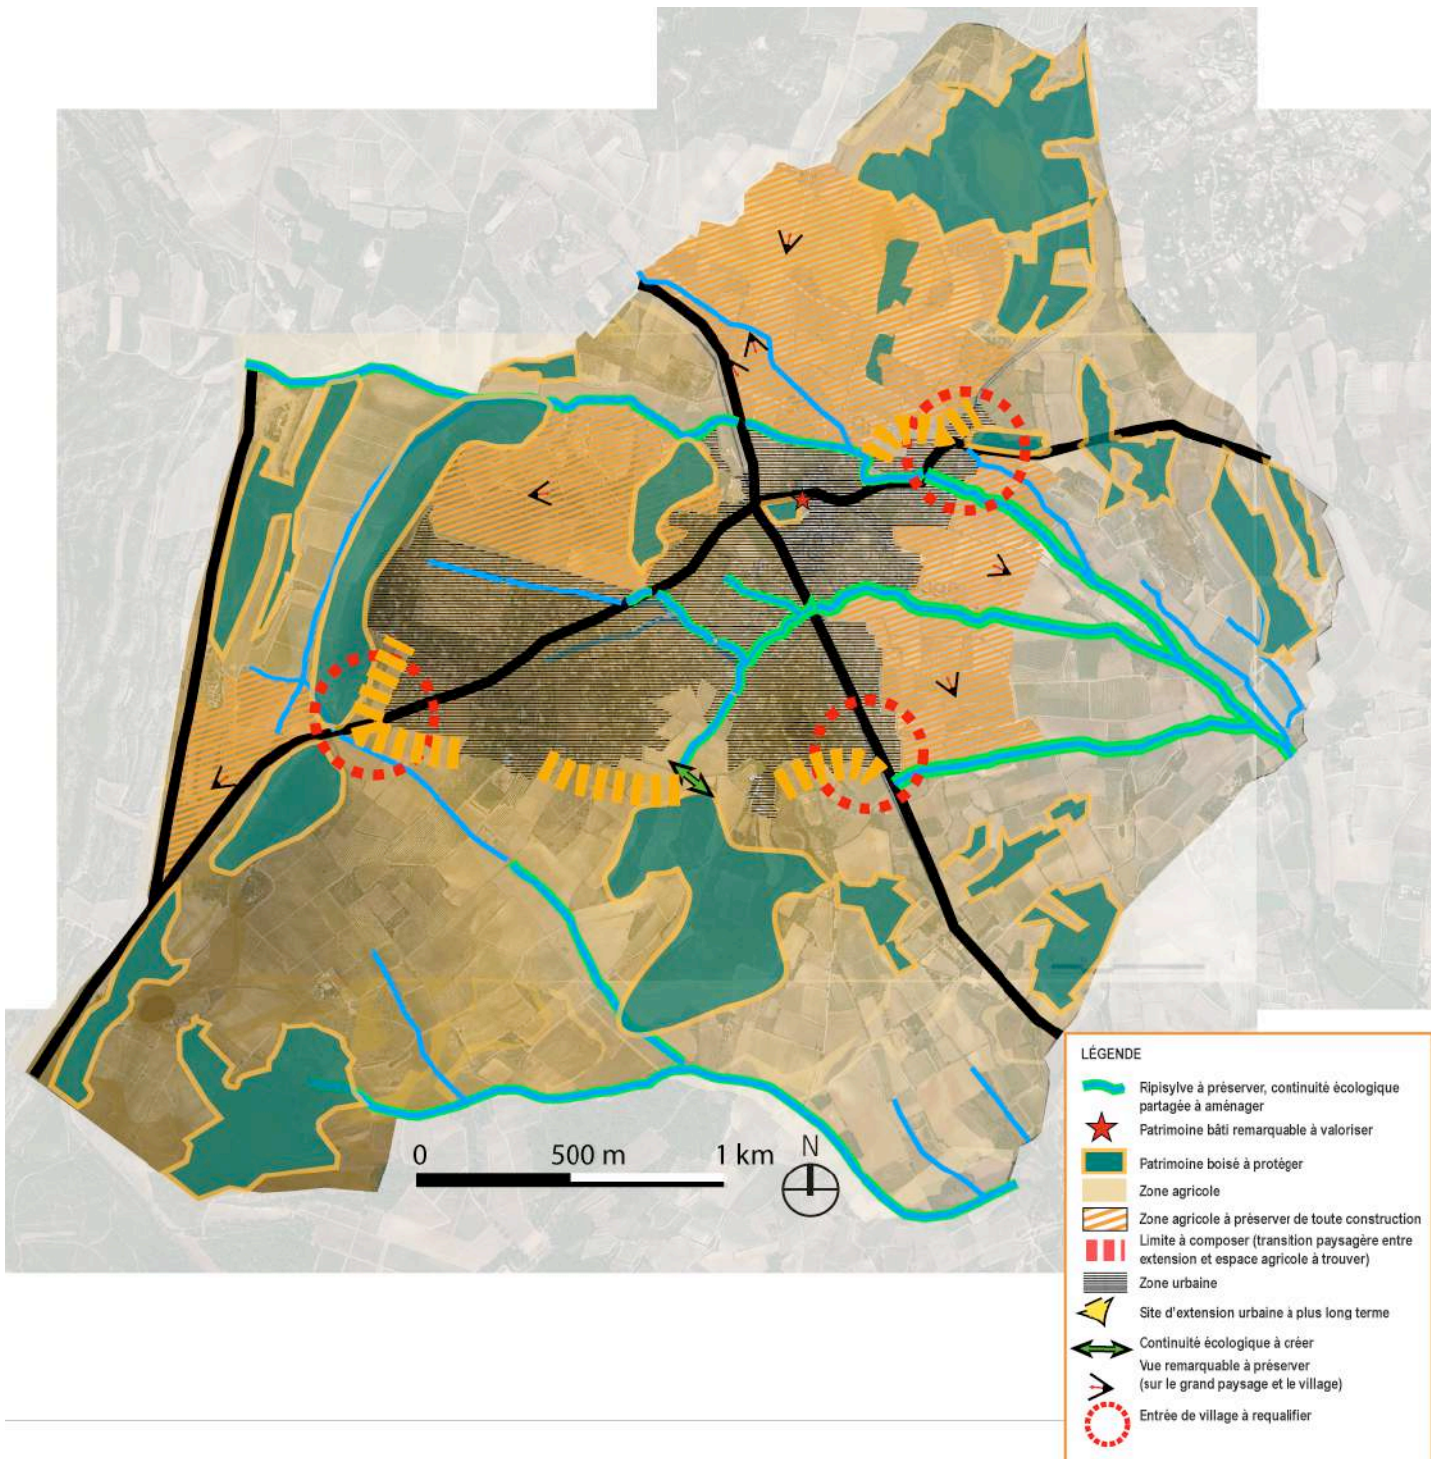 0 500 m 1 km
N
LÉGENDE
Ripisylve à préserver, continuité écologique
partagée à aménager
Patrimoine bâti remarquable à valoriser
Patrimoine boisé à protéger
Zone agricole
Zone agricole à préserver de toute construction
Limite à composer (transition paysagère entre
extension et espace agricole à trouver)
Zone urbaine
Site d'extension urbaine à plus long terme
Continuité écologique à créer
Vue remarquable à préserver
(sur le grand paysage et le village)
Entrée de village à requalifier